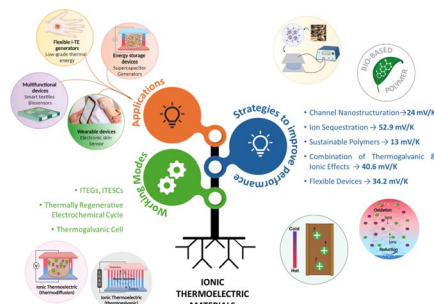 Flexible i-TE
generators
Low-grade thermal
energy
Energy storage
devices
Supercapacitor
Generators
Multifunctional
devices
Smart textiles
Biosensors
Wearable devices
Electronic skin
Sensor
Applications
Strategies to improve performance
Working Modes
BIO-BASED
POLYMER
• Channel Nanostructuration→24 mV/K
• Ion Sequestration → 52.9 mV/K
• Sustainable Polymers → 13 mV/K
• Combination of Thermogalvanic &
Ionic Effects → 40.6 mV/K
• Flexible Devices → 34.2 mV/K
• ITEGs, ITESCs
• Thermally Regenerative
Electrochemical Cycle
• Thermogalvanic Cell
Cold
Hot
Oxidation
Ions
Ions
Reduction
Ionic Thermoelectric
(thermodiffusion)
Ionic Thermoelectric
IONIC
THERMOELECTRIC
MATERIALS